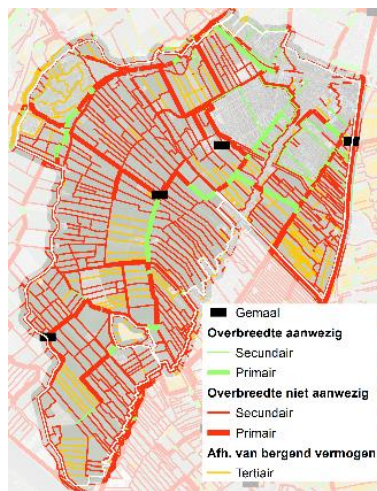 Gemaal
Overbreedte aanwezig
Secundair
Primair
Overbreedte niet aanwezig
Secundair
Primair
Afh. van bergend vermogen
Tertiair